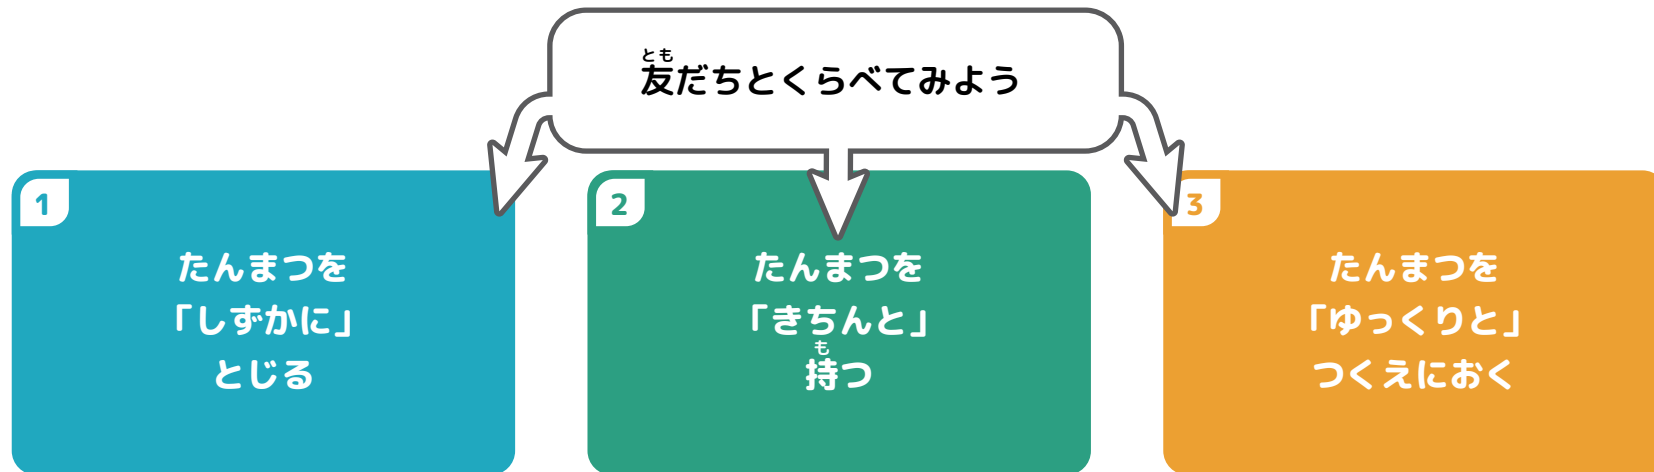 とも
友だちとくらべてみよう
1
たんまつを
「しずかに」
とじる
2
たんまつを
「きちんと」
も
持つ
3
たんまつを
「ゆっくりと」
つくえにおく